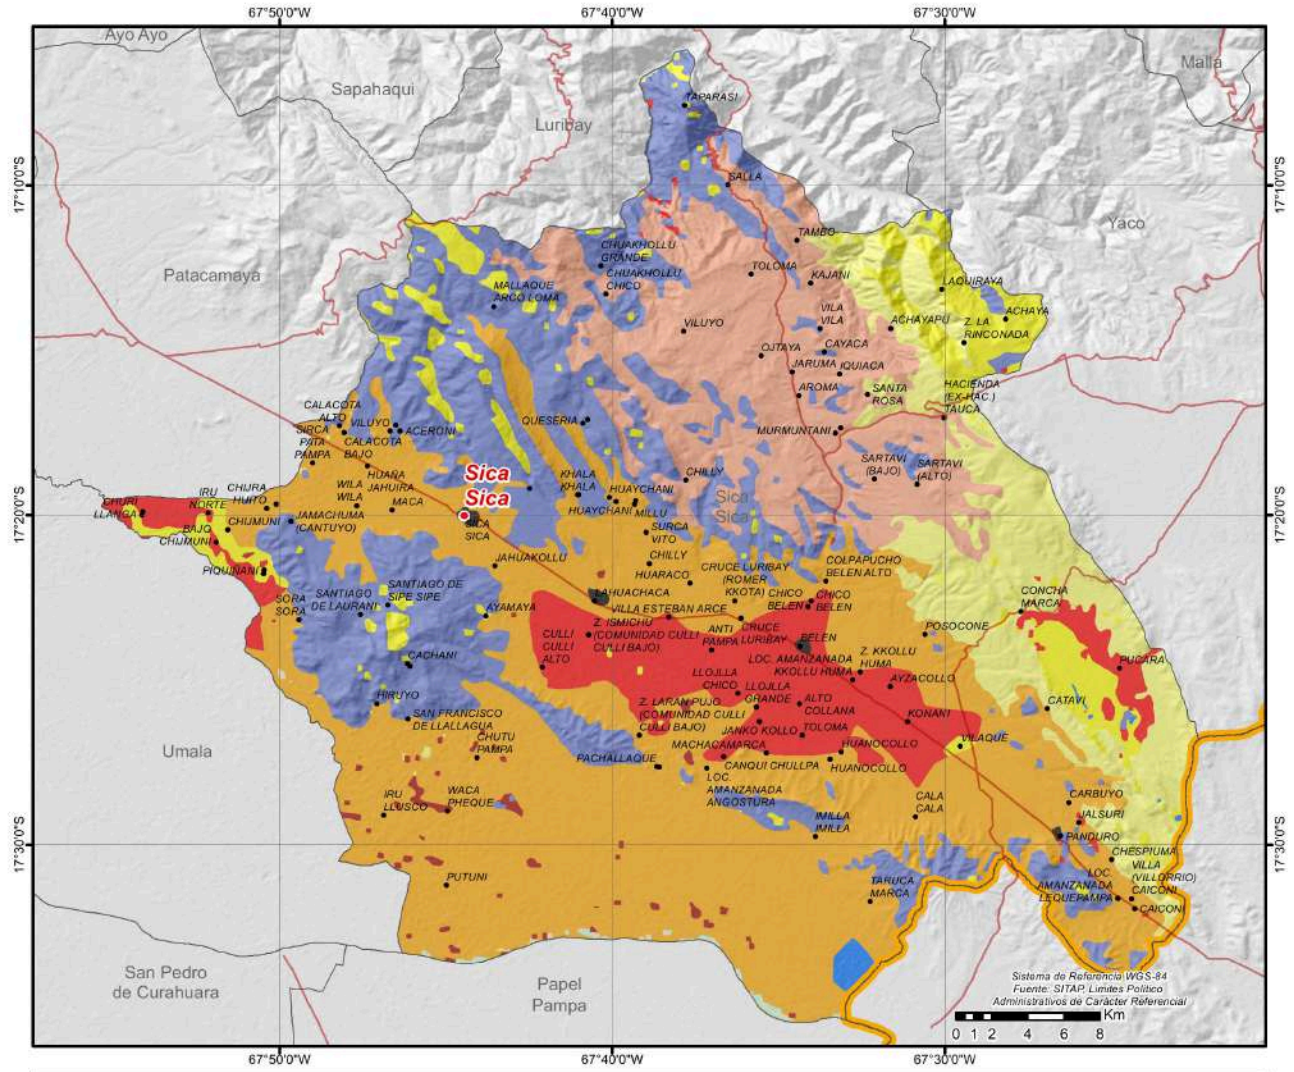 67°50'0"W
67°40'0"W
67°30'0"W
Ayo Ayo
Malla
Sapahaqui
TAPARASI
Luribay
17°10'0"S
17°10'0"S
SALLA
Yaco
TAMBO
CHUAKHOLLU
GRANDE
Patacamaya
TOLOMA
KAJANI
CHUAKHOLLU
CHICO
LAQUIRAYA
MALLAQUE
ARCO LOMA
ACHAYA
VILA
VILA
VILUYO
ACHAYAPU
Z. LA
RINCONADA
OJTAYA
CAYACA
JARUMA
IQUIACA
AROMA
SANTA
ROSA
HACIENDA
(EX-HAC.)
TAUCA
CALACOTA
ALTO
SIRCA
PATA
PAMPA
VILUYO
ACERONI
CALACOTA
BAJO
QUESERIA
MURMUNTANI
SARTAVI
(BAJO)
SARTAVI
(ALTO)
HUAÑA
JAHUIRA
Sica
Sica
KHALA
KHALA
CHILLY
IRU
NORTE
CHIJRA
HUITO
WILA
WILA
MACA
HUAYCHANI
HUAYCHANI
MILLU
Sica
Sica
CHURI
LLANGA
17°20'0"S
17°20'0"S
JAMACHUMA
(CANTUYO)
CHIJMUNI
BAJO
CHIJMUNI
SICA
SICA
SURCA
VITO
JAHUAKOLLU
CHILLY
HUARACO
CRUCE LURIBAY
(ROMER
KKOTA)
COLPAPUCHO
BELEN ALTO
PIQUIÑANI
SANTIAGO DE
SIPE SIPE
LAHUACHACA
CHICO
BELEN
CHICO
BELEN
SORA
SORA
SANTIAGO
DE LAURANI
AYAMAYA
VILLA ESTEBAN ARCE
CONCHA
MARCA
Z. ISMICHU
(COMUNIDAD CULLI
CULLI BAJO)
ANTI
PAMPA
CRUCE
LURIBAY
BELEN
POSOCONE
CULLI
CULLI
ALTO
LOC. AMANZANADA
KKOLLU HUMA
Z. KKOLLU
HUMA
CACHANI
PUCARA
LLOJLLA
CHICO
LLOJLLA
GRANDE
AYZACOLLO
HIRUYO
Z. LARAN PUJO
(COMUNIDAD CULLI
CULLI BAJO)
ALTO
COLLANA
CATAVI
SAN FRANCISCO
DE LLALLAGUA
KONANI
JANKO KOLLO
TOLOMA
CHUTU
PAMPA
VILAQUE
Umala
MACHACAMARCA
HUANOCOLLO
PACHALLAQUE
CANQUI CHULLPA
HUANOCOLLO
LOC.
AMANZANADA
ANGOSTURA
IRU
LLUSCO
WACA
PHEQUE
CALA
CALA
CARBUYO
IMILLA
IMILLA
JALSURI
PANDURO
17°30'0"S
17°30'0"S
CHESPIUMA
VILLA
(VILLORRIO)
CAICONI
PUTUNI
TARUCA
MARCA
LOC.
AMANZANADA
LEQUEPAMPA
CAICONI
San Pedro
de Curahuara
Papel
Pampa
Sistema de Referencia WGS-84
Fuente: SITAP, Límites Político
Administrativos de Carácter Referencial
Km
0 1 2 4 6 8
67°50'0"W
67°40'0"W
67°30'0"W